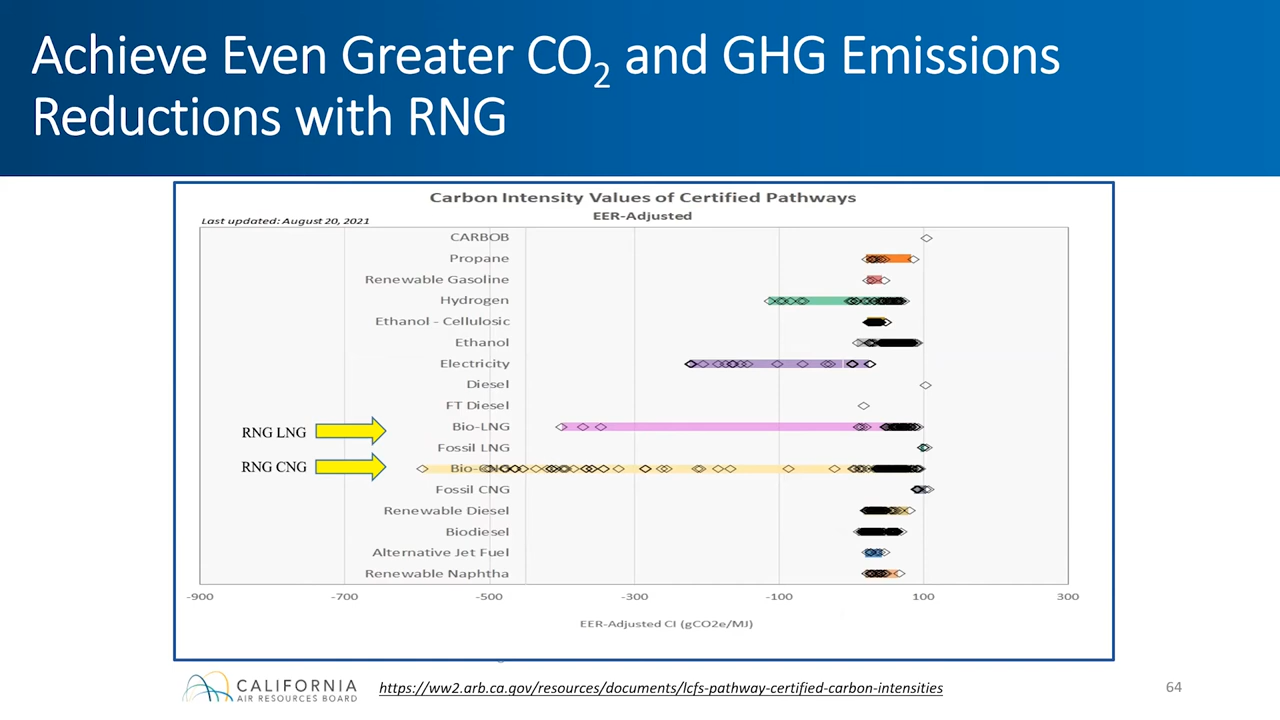 Achieve Even Greater CO2 and GHG Emissions
Reductions with RNG
Carbon Intensity Values of Certified Pathways
EER-Adjusted
Last updated: August 20, 2021
CARBOB
Propane
Renewable Gasoline
Hydrogen
Ethanol - Cellulosic
Ethanol
Electricity
Diesel
FT Diesel
Bio-LNG
RNG LNG
Fossil LNG
RNG CNG
Bio-CNG
Fossil CNG
Renewable Diesel
Biodiesel
Alternative Jet Fuel
Renewable Naphtha
-900 -700 -500 -300 -100 100 300
EER-Adjusted CI (gCO2e/MJ)
CALIFORNIA
AIR RESOURCES BOARD
https://ww2.arb.ca.gov/resources/documents/lcfs-pathway-certified-carbon-intensities
64